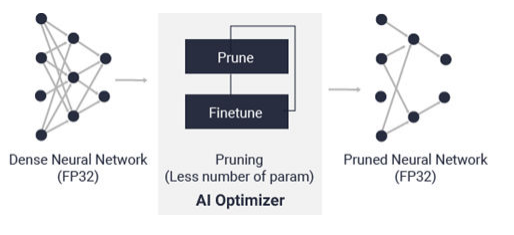 Prune
Finetune
Dense Neural Network
(FP32)
Pruning
(Less number of param)
AI Optimizer
Pruned Neural Network
(FP32)